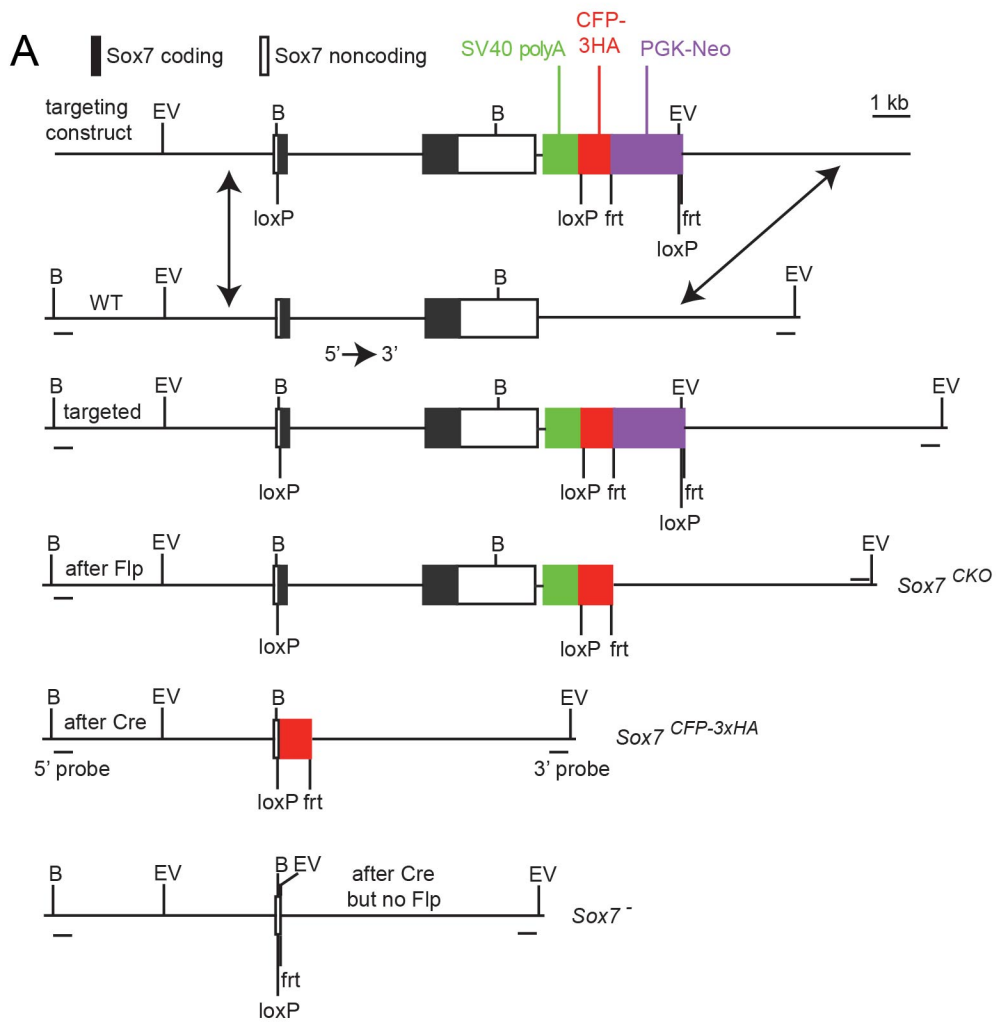 A
Sox7 coding
Sox7 noncoding
SV40 polyA
CFP-
3HA
PGK-Neo
targeting
construct
EV
B
B
EV
1 kb
loxP
loxP frt
frt
loxP
B
WT
EV
B
EV
5’ 3’
B
targeted
EV
B
B
EV
EV
loxP
loxP frt
frt
loxP
B
after Flp
EV
B
B
EV
Sox7 CKO
loxP
loxP frt
B
after Cre
EV
B
EV
Sox7 CFP-3xHA
5’ probe
loxP frt
3’ probe
B
EV
B EV
after Cre
but no Flp
EV
Sox7 -
frt
loxP